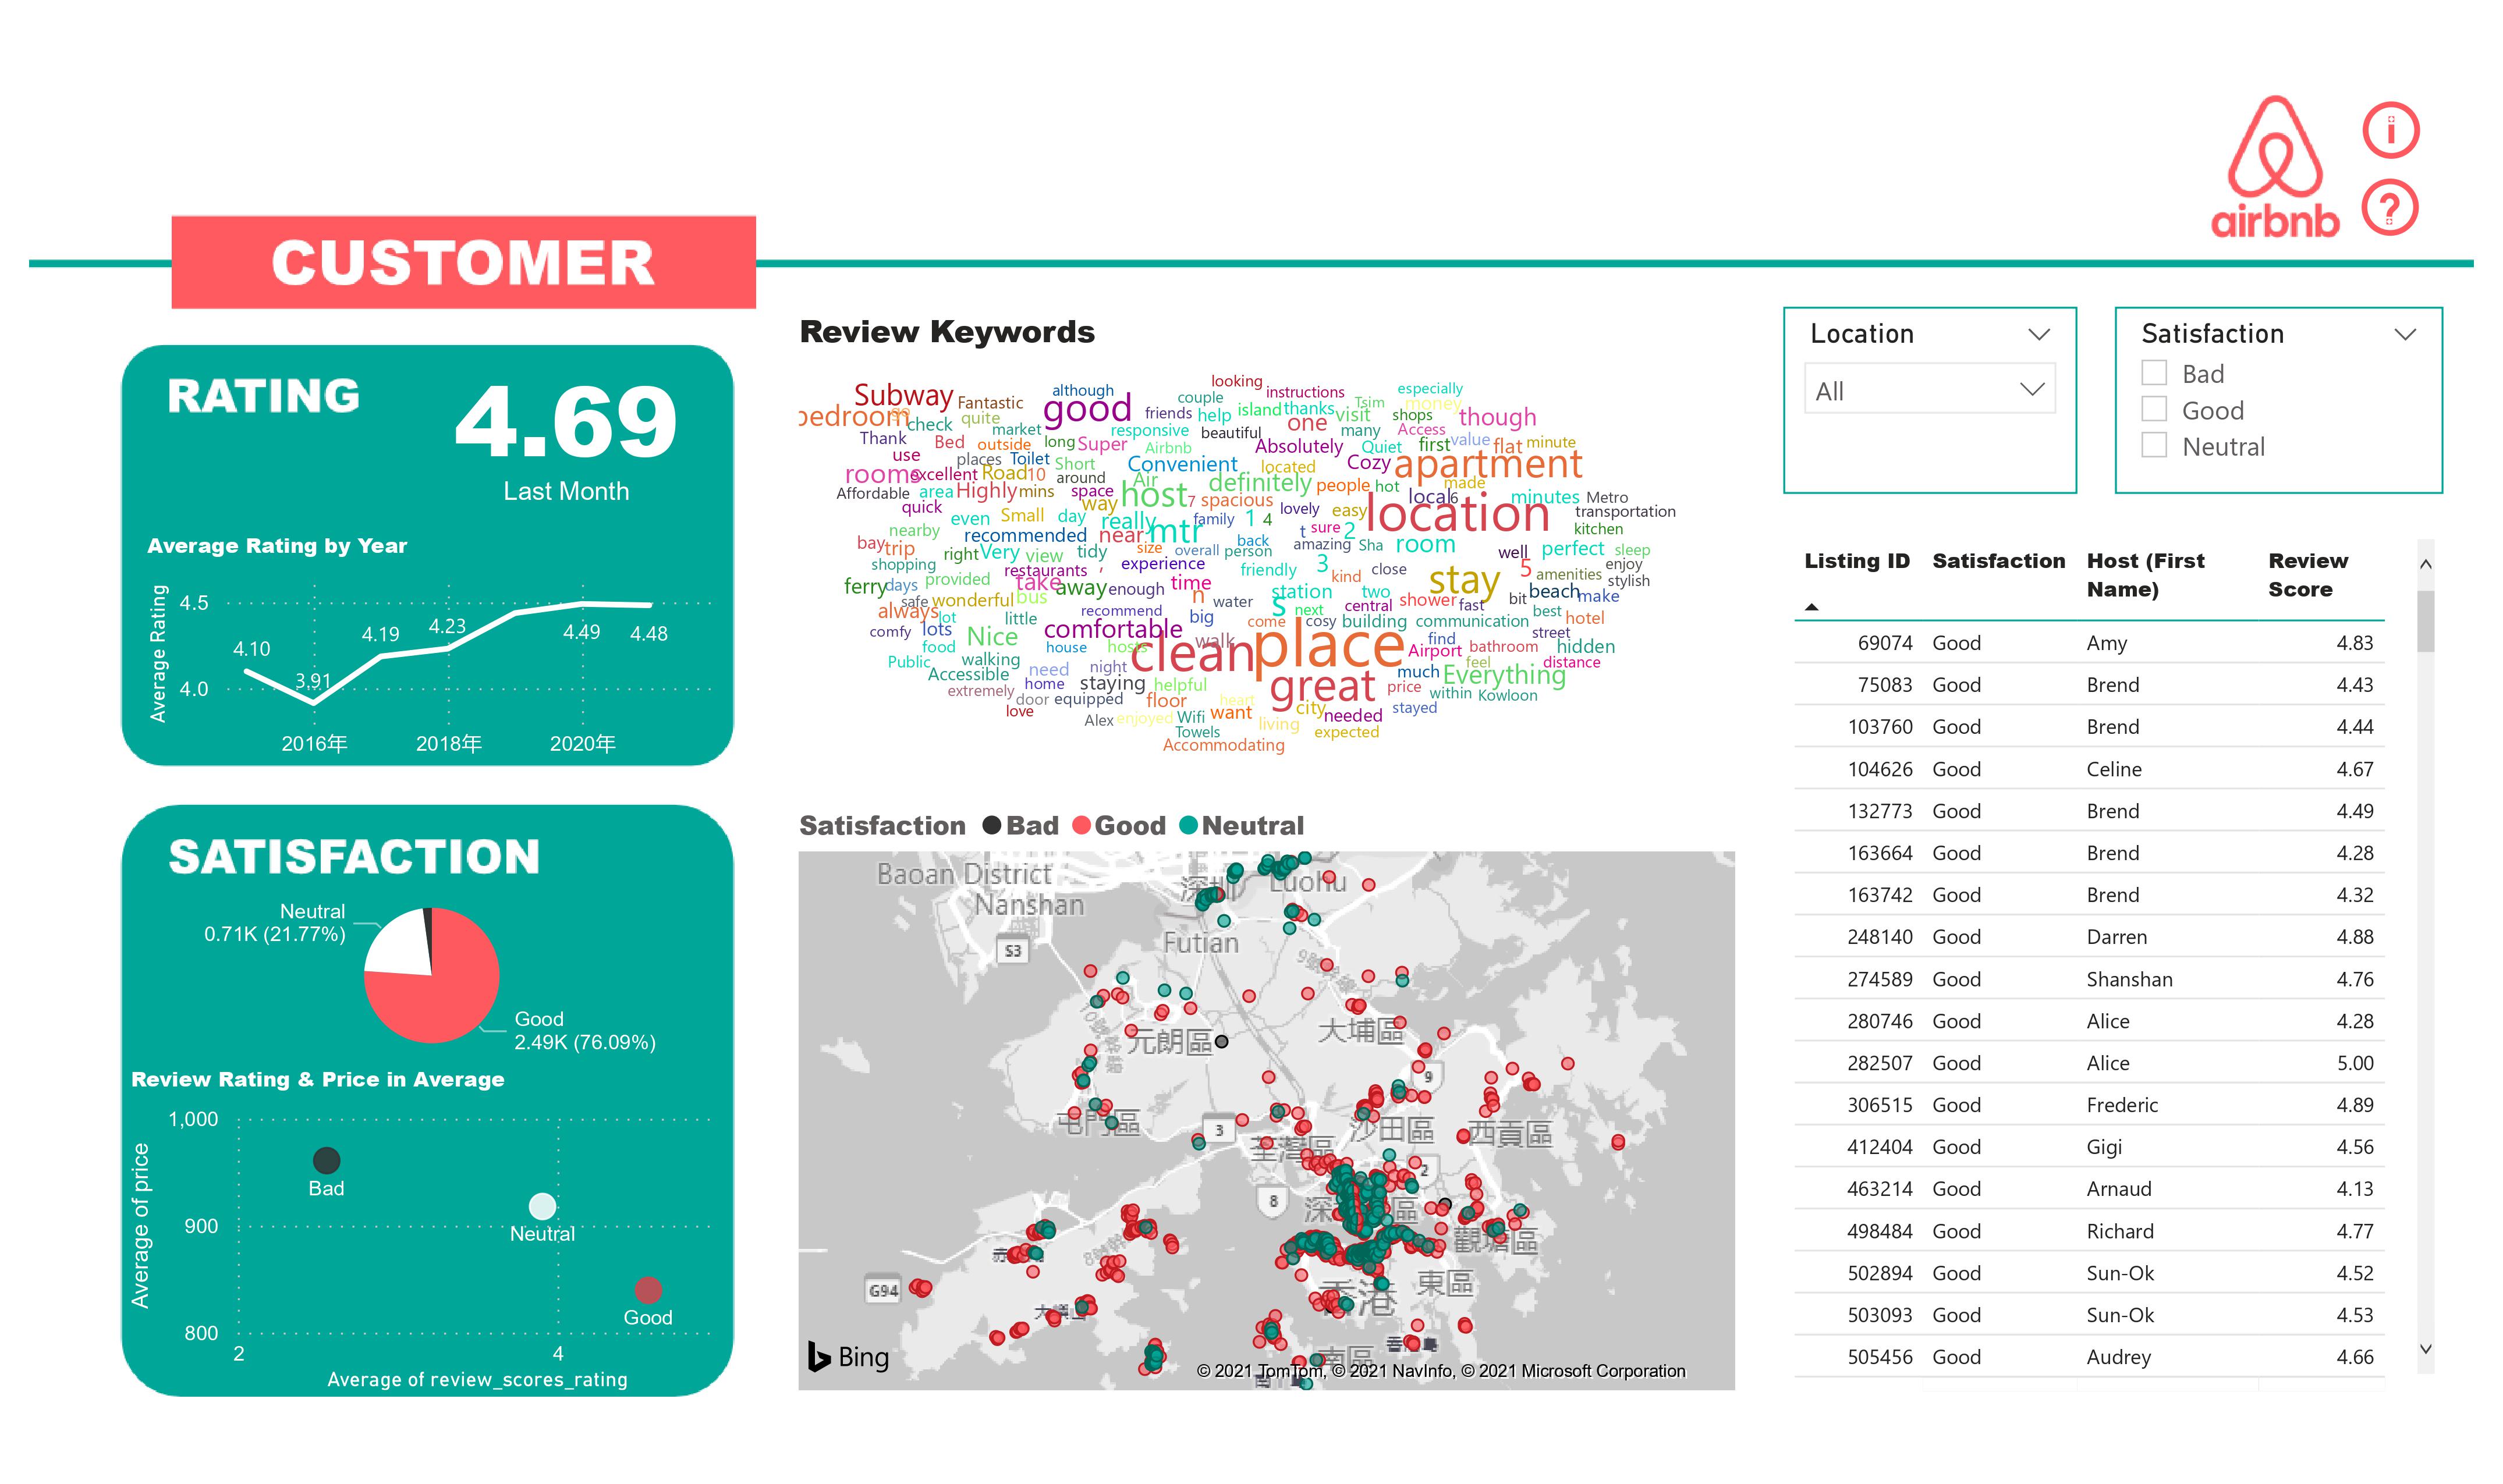 airbnb
i
?
CUSTOMER
RATING
4.69
Last Month
Average Rating by Year
Average Rating
4.5
4.0
4.10
3.91
4.19
4.23
4.49
4.48
2016年
2018年
2020年
SATISFACTION
Neutral
0.71K (21.77%)
Good
2.49K (76.09%)
Review Rating & Price in Average
Average of price
1,000
900
800
Bad
Neutral
Good
2
4
Average of review_scores_rating
Review Keywords
looking
Subway Fantastic although couple instructions especially
bedroom go quite good friends help island thanks visit Tsim money shops though
check market responsive beautiful one many Access
Thank Bed outside long Super Airbnb Absolutely Quiet first value flat minute
use places Toilet Short Convenient located Cozy apartment
rooms excellent Road 10 around Air definitely people hot made
Affordable area Highly mins space host 7 spacious local 6 minutes Metro
quick way lovely easy location transportation
even Small day really mtr family 1 4 t sure 2 kitchen
nearby recommended near back amazing Sha room
bay trip right Very view tidy size overall person well perfect sleep
shopping restaurants , experience friendly 3 kind close stay 5 amenities enjoy
ferry days provided take away enough time stylish
safe wonderful bus n water s station two shower fast bit beach make
always lot little recommend big next central best hotel
comfy lots Nice comfortable come cosy building communication
food house hosts walk clean place find street
Public walking Airport bathroom hidden
Accessible need night much feel distance
extremely home staying helpful great price Everything within Kowloon
door equipped floor heart
love Alex enjoyed Wifi want city needed stayed
Towels living expected
Accommodating
Satisfaction Bad Good Neutral
Baoan District
Nanshan
深圳
Luohu
Futian
S3
元朗區
大埔區
9
屯門區
3
荃灣區
沙田區
西貢區
2
8
觀塘區
G94
東區
香港
南區
Bing
© 2021 TomTom, © 2021 NavInfo, © 2021 Microsoft Corporation
Location
All
Satisfaction
Bad
Good
Neutral
Listing ID Satisfaction Host (First Name) Review Score
69074 Good Amy 4.83
75083 Good Brend 4.43
103760 Good Brend 4.44
104626 Good Celine 4.67
132773 Good Brend 4.49
163664 Good Brend 4.28
163742 Good Brend 4.32
248140 Good Darren 4.88
274589 Good Shanshan 4.76
280746 Good Alice 4.28
282507 Good Alice 5.00
306515 Good Frederic 4.89
412404 Good Gigi 4.56
463214 Good Arnaud 4.13
498484 Good Richard 4.77
502894 Good Sun-Ok 4.52
503093 Good Sun-Ok 4.53
505456 Good Audrey 4.66